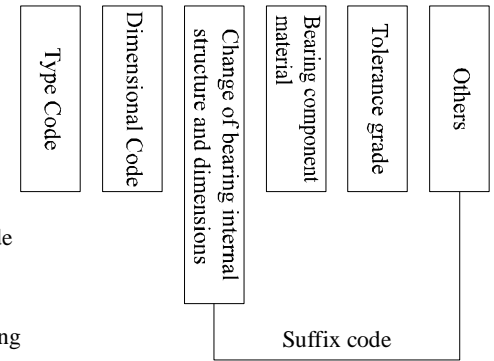 Type Code
Dimensional Code
Change of bearing internal
structure and dimensions
Bearing component
material
Tolerance grade
Others
Suffix code